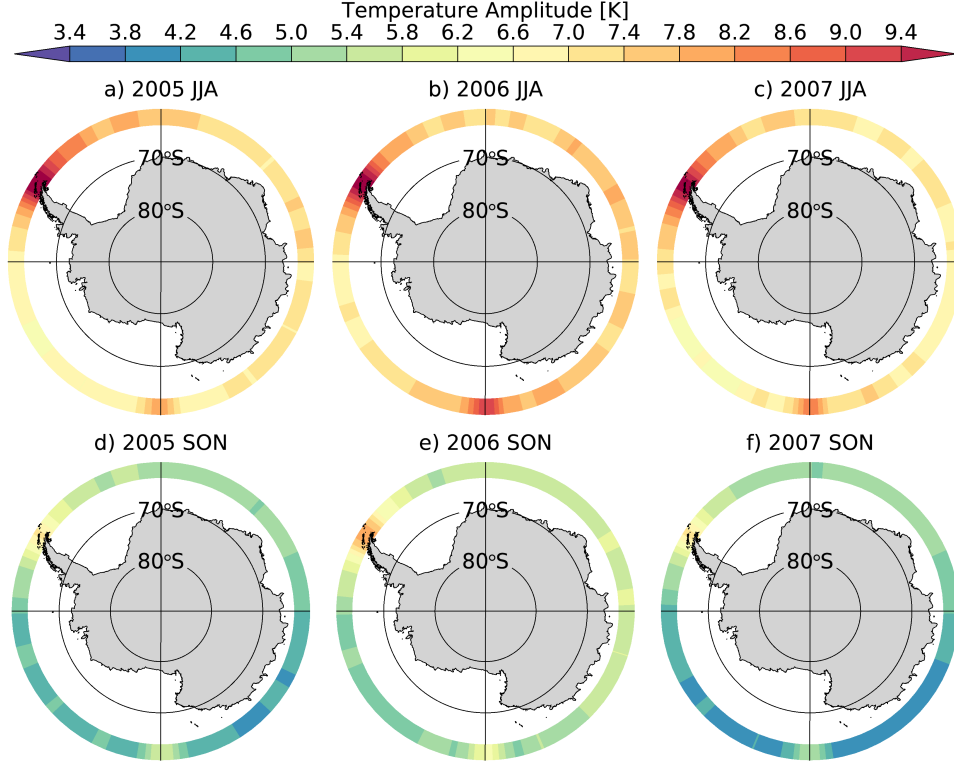 Temperature Amplitude [K]
3.4 3.8 4.2 4.6 5.0 5.4 5.8 6.2 6.6 7.0 7.4 7.8 8.2 8.6 9.0 9.4
a) 2005 JJA b) 2006 JJA c) 2007 JJA
70°S 70°S 70°S
80°S 80°S 80°S
d) 2005 SON e) 2006 SON f) 2007 SON
70°S 70°S 70°S
80°S 80°S 80°S